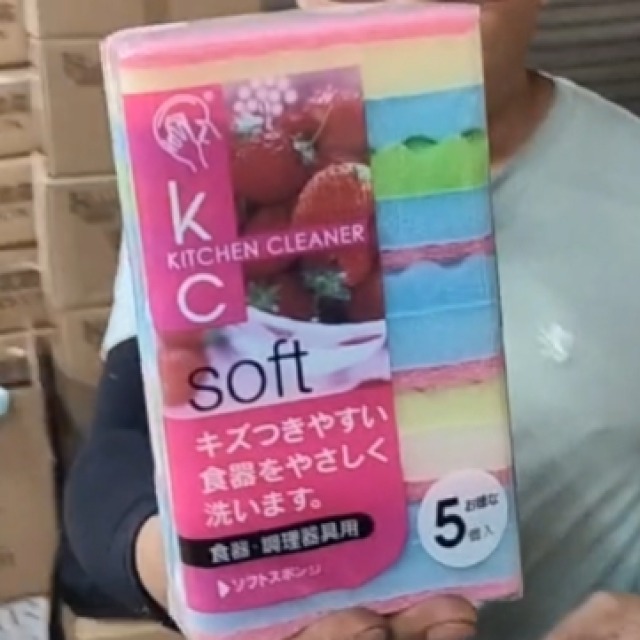 k
c
KITCHEN CLEANER
soft
キズつきやすい
食器をやさしく
洗います。
食器・調理器具用
▶ソフトスポンジ
お得な
5個入